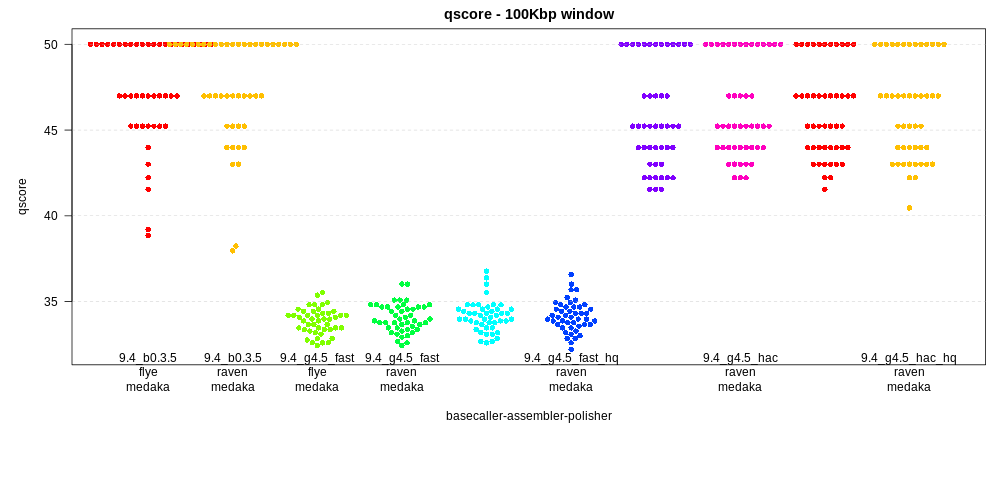 qscore - 100Kbp window
qscore
50
45
40
35
9.4_b0.3.5 9.4_b0.3.5 9.4_g4.5_fast 9.4_g4.5_fast 9.4_g4.5_fast_hq 9.4_g4.5_hac 9.4_g4.5_hac_hq
flye raven flye raven raven raven raven
medaka medaka medaka medaka medaka medaka medaka
basecaller-assembler-polisher